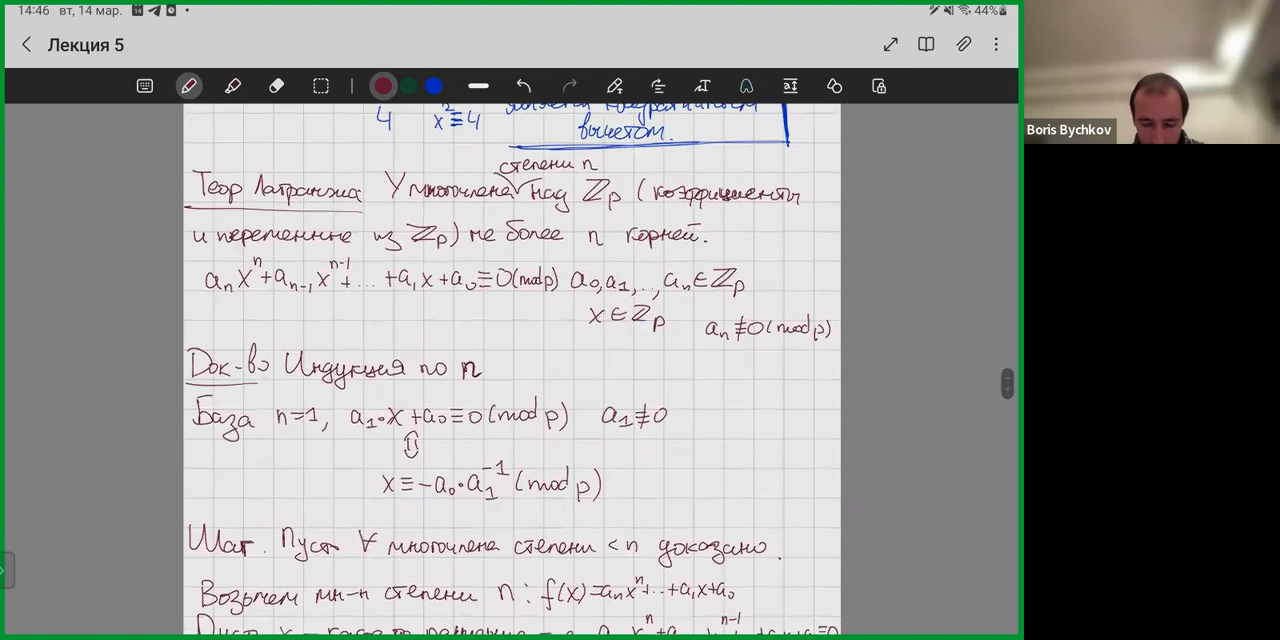 14:46 вт, 14 мар.
44%
Лекция 5
Boris Bychkov
4 x²≡4
вычетом.
степени n
Теор Лагранжа У многочлена над ℤp (коэффициенты
и переменные из ℤp) не более n корней.
aₙxⁿ+aₙ₋₁xⁿ⁻¹+...+a₁x+a₀≡0(mod p) a₀,a₁,..,aₙ∈ℤp
x∈ℤp aₙ≢0(mod p)
Док-во Индукция по n
База n=1, a₁·x+a₀≡0(mod p) a₁≢0
⇕
x≡-a₀·a₁⁻¹(mod p)
Шаг. Пусть ∀ многочлена степени <n доказано.
Возьмем мн-н степени n: f(x)=aₙxⁿ+..+a₁x+a₀